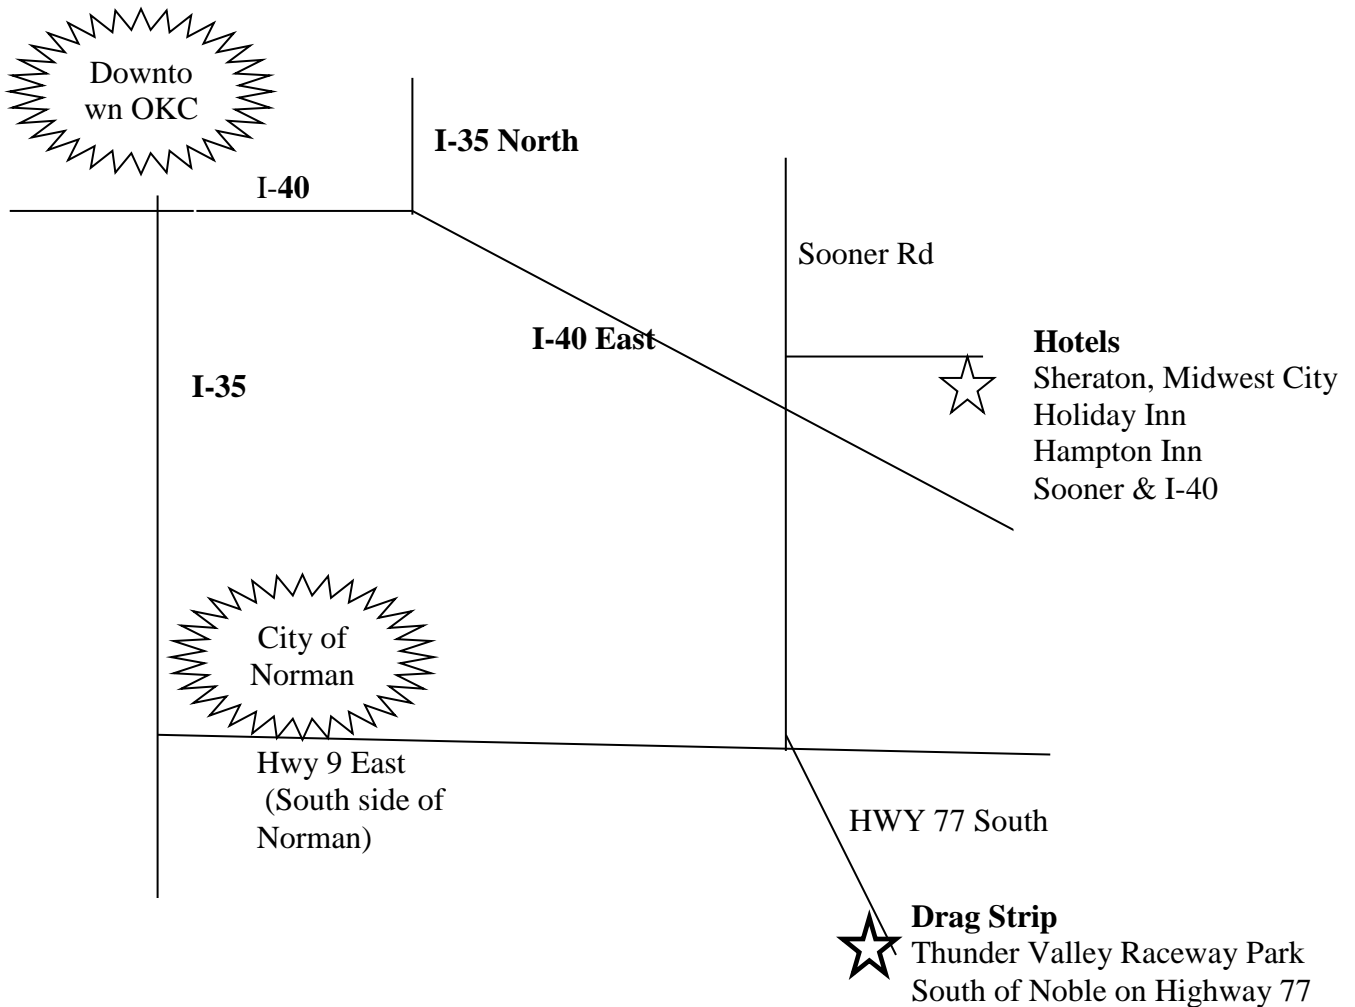 Downto
wn OKC
I-35 North
I-40
Sooner Rd
I-40 East
Hotels
Sheraton, Midwest City
Holiday Inn
Hampton Inn
Sooner & I-40
I-35
City of
Norman
Hwy 9 East
(South side of
Norman)
HWY 77 South
Drag Strip
Thunder Valley Raceway Park
South of Noble on Highway 77